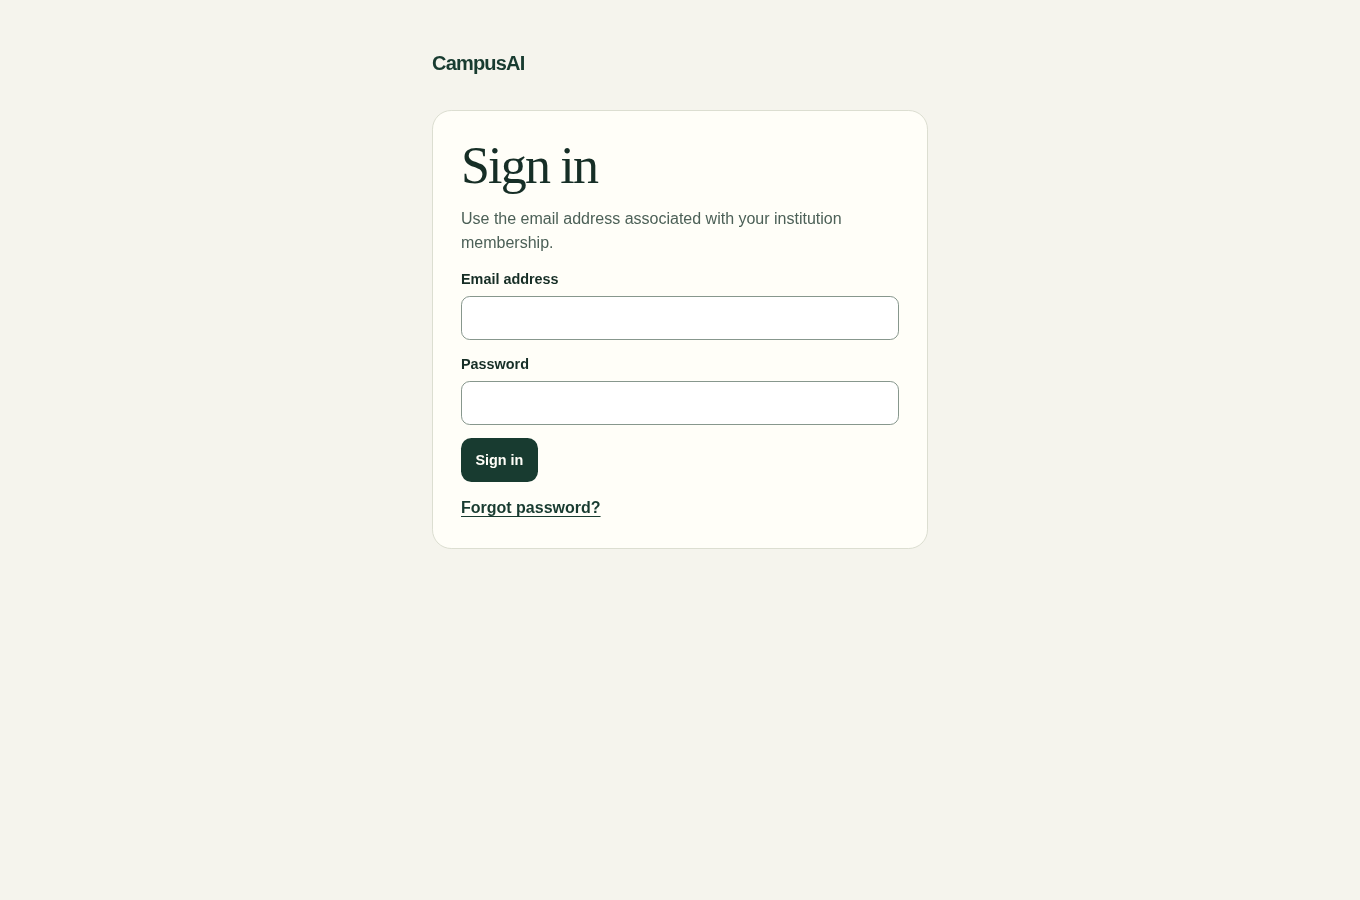 CampusAI
Sign in
Use the email address associated with your institution
membership.
Email address
Password
Sign in
Forgot password?